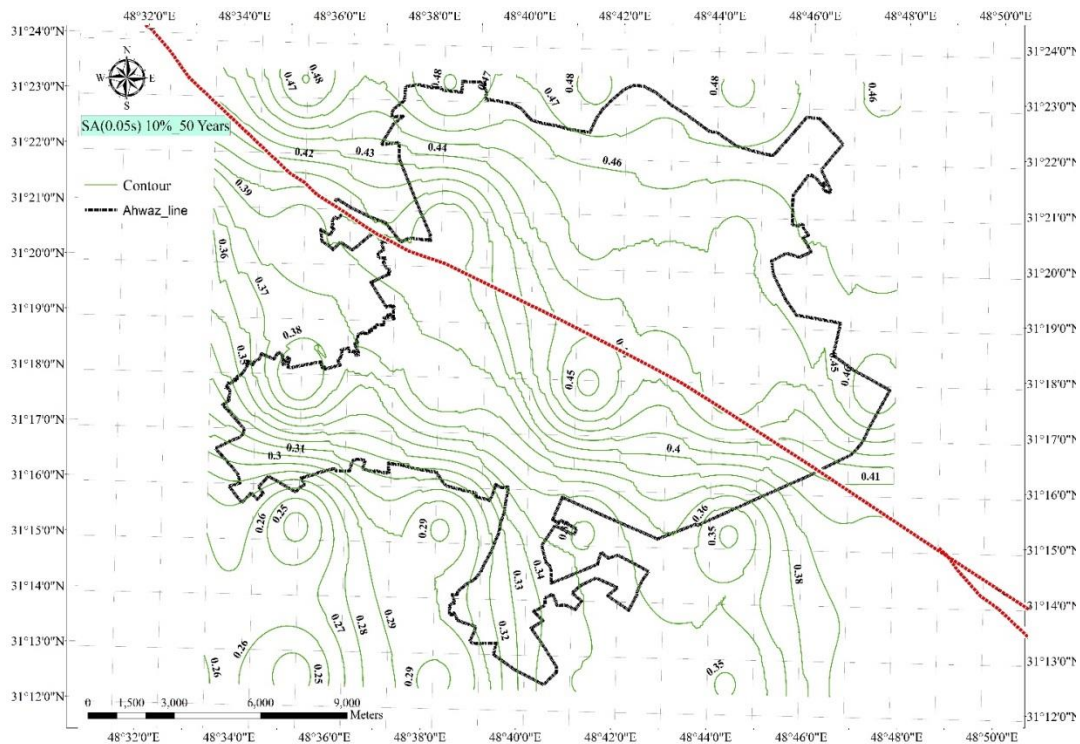 48°32'0"E 48°34'0"E 48°36'0"E 48°38'0"E 48°40'0"E 48°42'0"E 48°44'0"E 48°46'0"E 48°48'0"E 48°50'0"E
31°24'0"N
31°23'0"N
31°22'0"N
31°21'0"N
31°20'0"N
31°19'0"N
31°18'0"N
31°17'0"N
31°16'0"N
31°15'0"N
31°14'0"N
31°13'0"N
31°12'0"N
N
W E
S
SA(0.05s) 10%_50 Years
Contour
Ahwaz_line
0.47
0.48
0.48
0.47
0.48
0.47
0.48
0.46
0.42
0.43
0.44
0.46
0.39
0.36
0.37
0.38
0.35
0.45
0.45
0.46
0.31
0.3
0.4
0.41
0.26
0.25
0.29
0.36
0.35
0.34
0.33
0.38
0.32
0.27
0.28
0.29
0.26
0.26
0.25
0.29
0.35
0 1,500 3,000 6,000 9,000
Meters
31°24'0"N
31°23'0"N
31°22'0"N
31°21'0"N
31°20'0"N
31°19'0"N
31°18'0"N
31°17'0"N
31°16'0"N
31°15'0"N
31°14'0"N
31°13'0"N
31°12'0"N
48°32'0"E 48°34'0"E 48°36'0"E 48°38'0"E 48°40'0"E 48°42'0"E 48°44'0"E 48°46'0"E 48°48'0"E 48°50'0"E